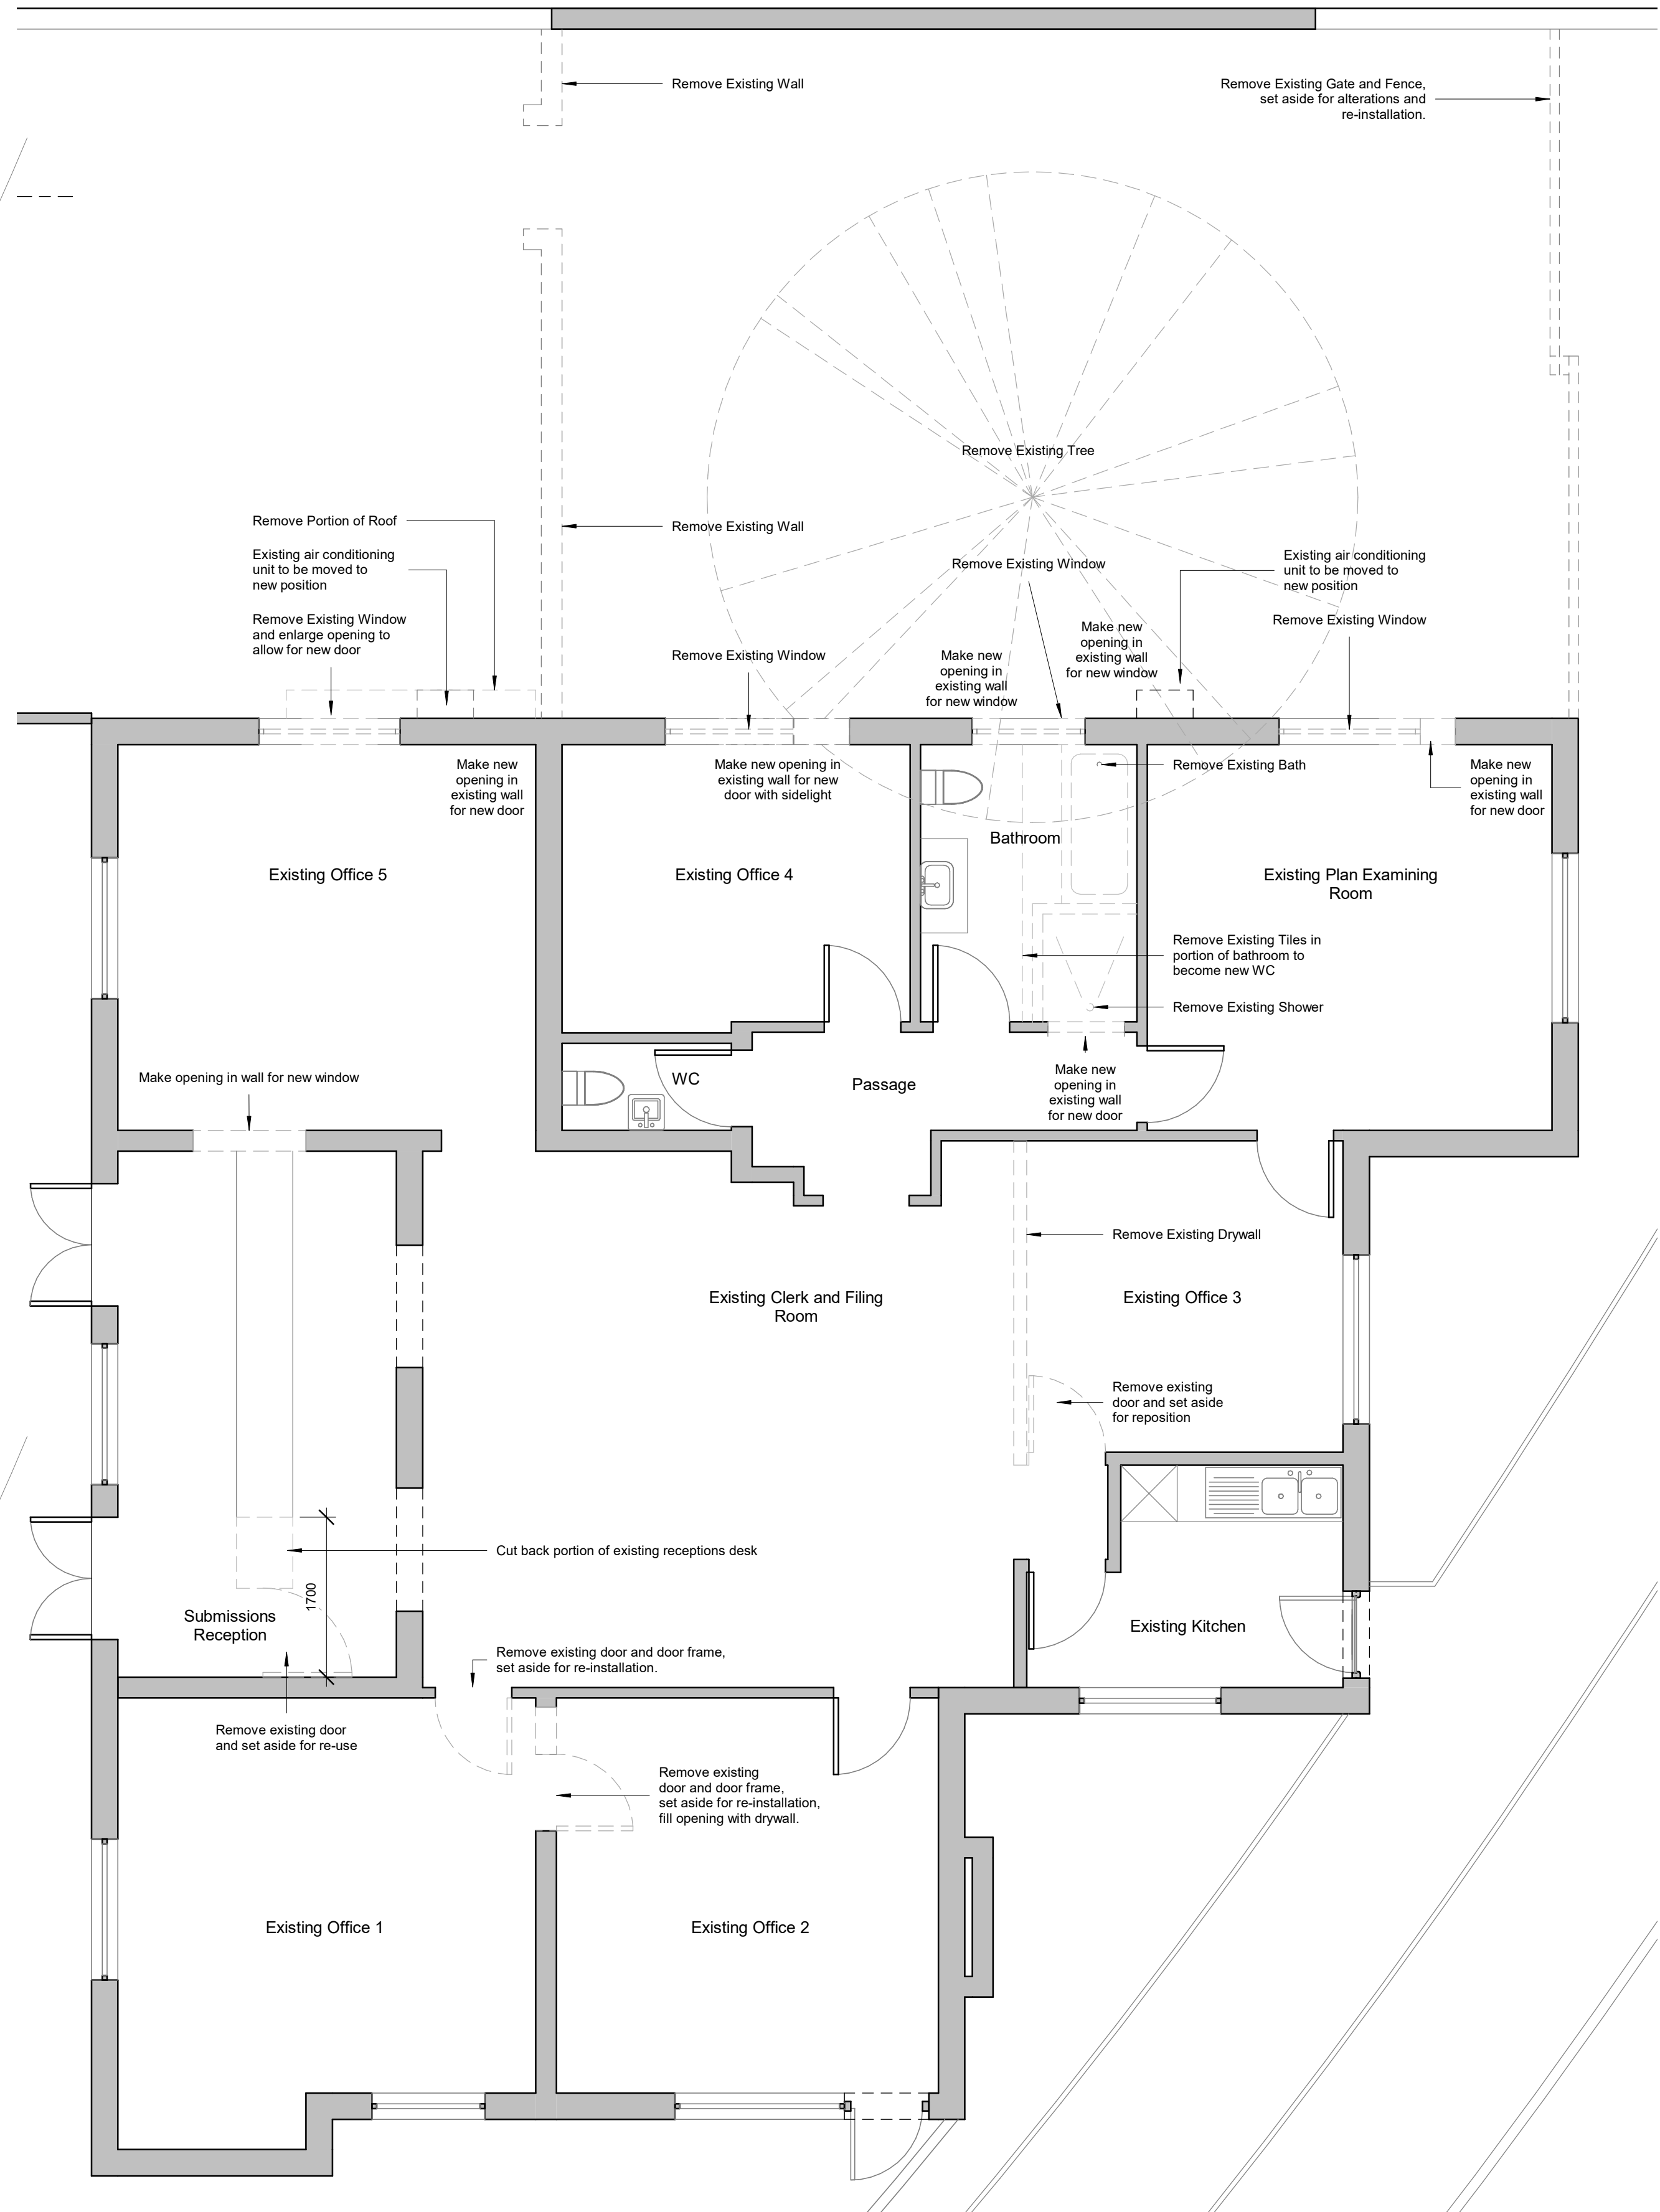 Remove Existing Wall
Remove Existing Gate and Fence,
set aside for alterations and
re-installation.
Remove Existing Tree
Remove Portion of Roof
Remove Existing Wall
Existing air conditioning
unit to be moved to
new position
Remove Existing Window
Existing air conditioning
unit to be moved to
new position
Remove Existing Window
and enlarge opening to
allow for new door
Remove Existing Window
Make new
opening in
existing wall
for new window
Make new
opening in
existing wall
for new window
Remove Existing Window
Make new
opening in
existing wall
for new door
Make new opening in
existing wall for new
door with sidelight
Remove Existing Bath
Make new
opening in
existing wall
for new door
Bathroom
Existing Office 5
Existing Office 4
Existing Plan Examining
Room
Remove Existing Tiles in
portion of bathroom to
become new WC
Remove Existing Shower
Make opening in wall for new window
WC
Passage
Make new
opening in
existing wall
for new door
Remove Existing Drywall
Existing Clerk and Filing
Room
Existing Office 3
Remove existing
door and set aside
for reposition
Cut back portion of existing receptions desk
1700
Submissions
Reception
Existing Kitchen
Remove existing door and door frame,
set aside for re-installation.
Remove existing door
and set aside for re-use
Remove existing
door and door frame,
set aside for re-installation,
fill opening with drywall.
Existing Office 1
Existing Office 2